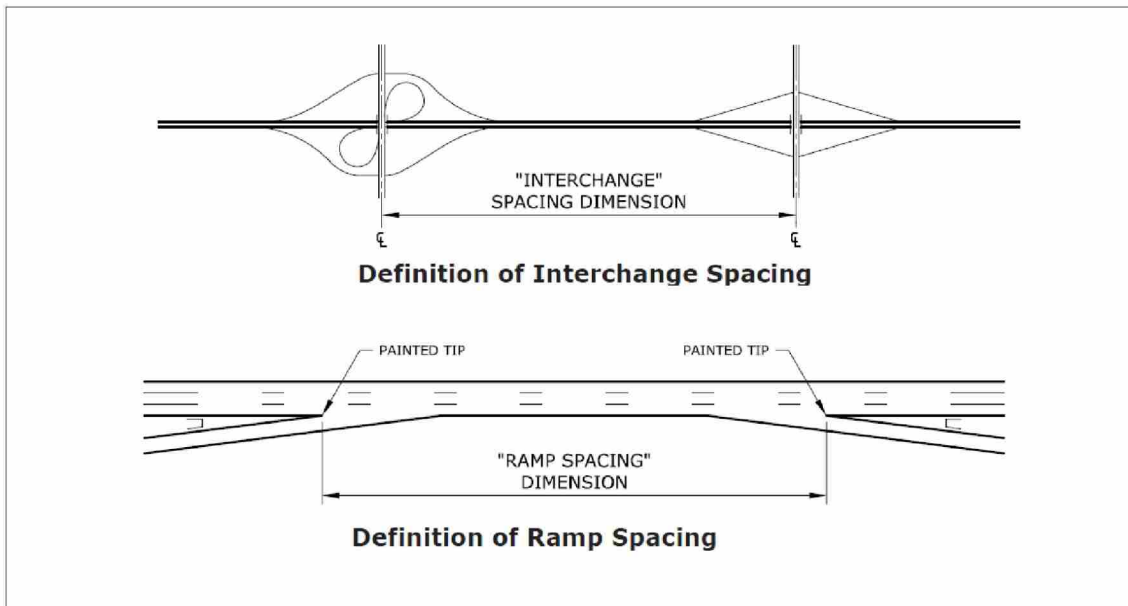 "INTERCHANGE"
SPACING DIMENSION
℄
℄
Definition of Interchange Spacing
PAINTED TIP
PAINTED TIP
"RAMP SPACING"
DIMENSION
Definition of Ramp Spacing